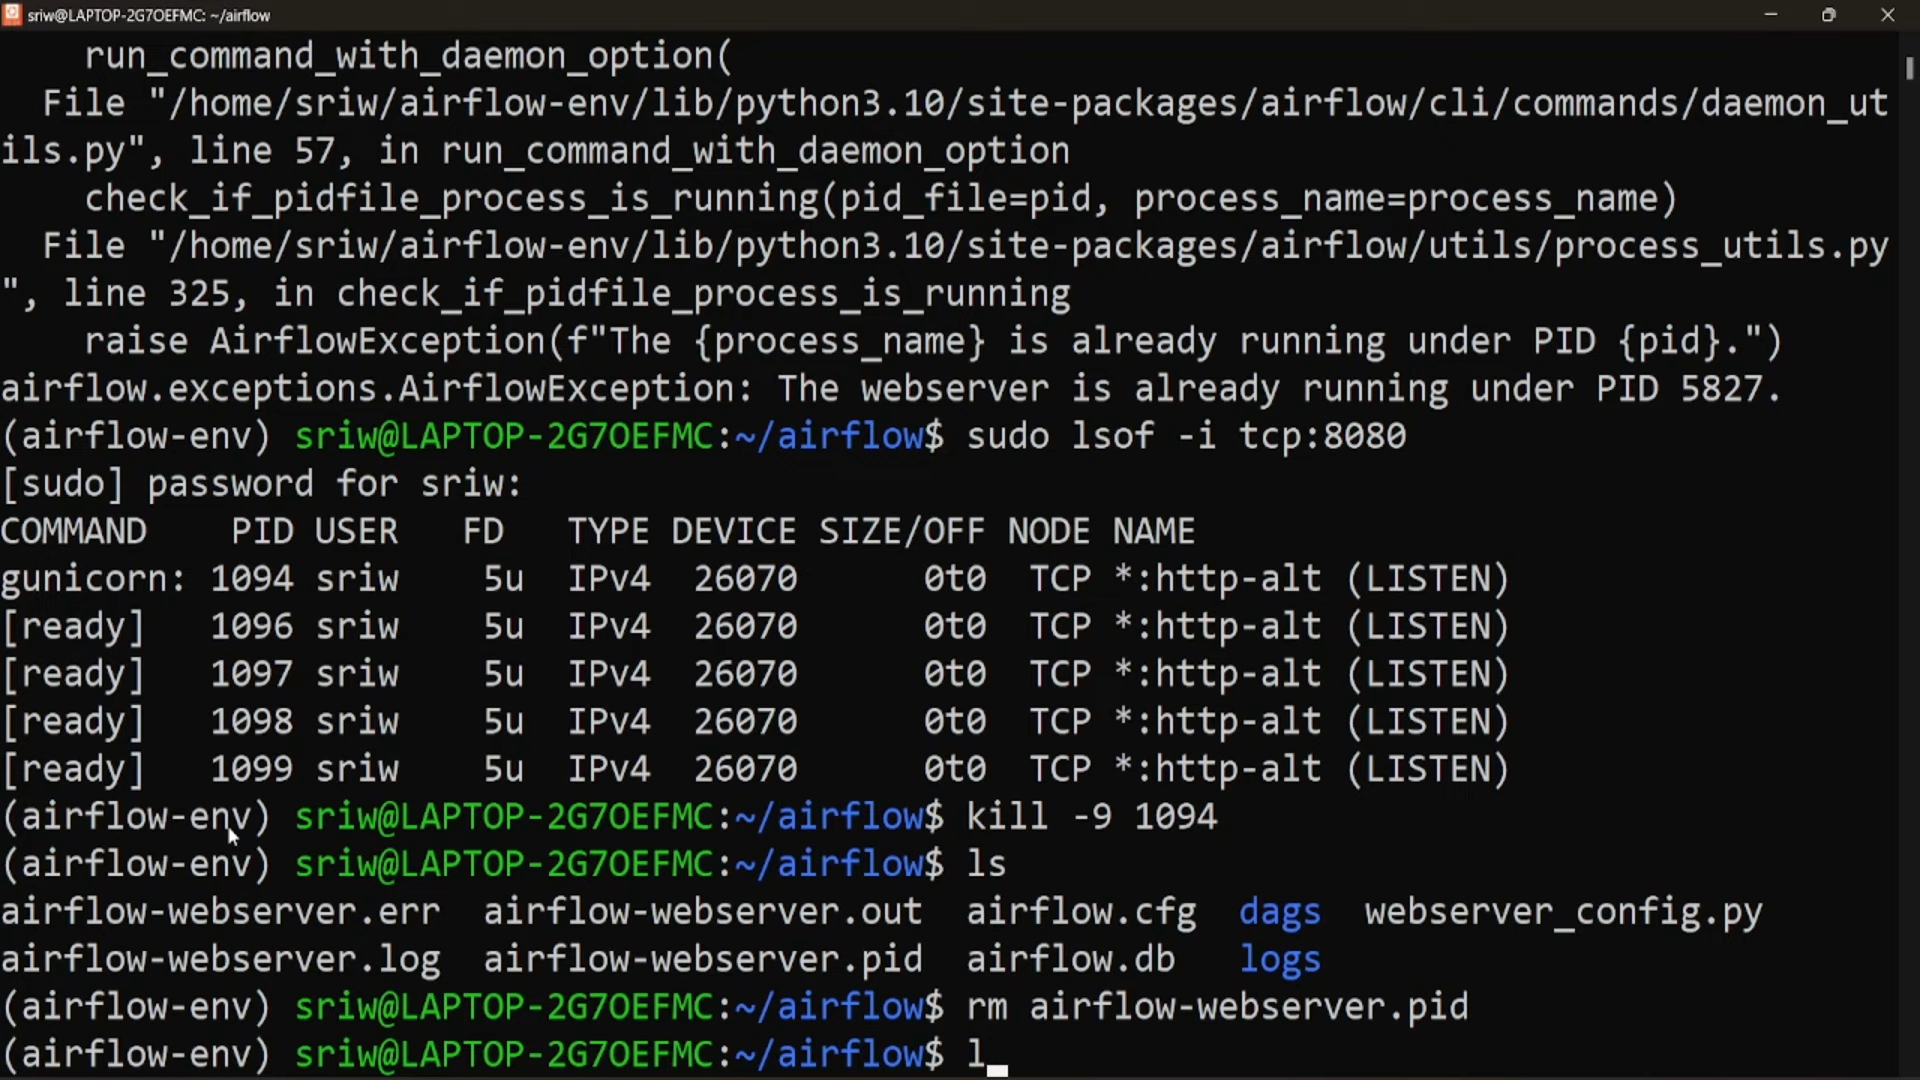 sriw@LAPTOP-2G7OEFMC: ~/airflow
run_command_with_daemon_option(
File "/home/sriw/airflow-env/lib/python3.10/site-packages/airflow/cli/commands/daemon_ut
ils.py", line 57, in run_command_with_daemon_option
check_if_pidfile_process_is_running(pid_file=pid, process_name=process_name)
File "/home/sriw/airflow-env/lib/python3.10/site-packages/airflow/utils/process_utils.py
", line 325, in check_if_pidfile_process_is_running
raise AirflowException(f"The {process_name} is already running under PID {pid}.")
airflow.exceptions.AirflowException: The webserver is already running under PID 5827.
(airflow-env) sriw@LAPTOP-2G7OEFMC:~/airflow$ sudo lsof -i tcp:8080
[sudo] password for sriw:
COMMAND PID USER FD TYPE DEVICE SIZE/OFF NODE NAME
gunicorn: 1094 sriw 5u IPv4 26070 0t0 TCP *:http-alt (LISTEN)
[ready] 1096 sriw 5u IPv4 26070 0t0 TCP *:http-alt (LISTEN)
[ready] 1097 sriw 5u IPv4 26070 0t0 TCP *:http-alt (LISTEN)
[ready] 1098 sriw 5u IPv4 26070 0t0 TCP *:http-alt (LISTEN)
[ready] 1099 sriw 5u IPv4 26070 0t0 TCP *:http-alt (LISTEN)
(airflow-env) sriw@LAPTOP-2G7OEFMC:~/airflow$ kill -9 1094
(airflow-env) sriw@LAPTOP-2G7OEFMC:~/airflow$ ls
airflow-webserver.err airflow-webserver.out airflow.cfg dags webserver_config.py
airflow-webserver.log airflow-webserver.pid airflow.db logs
(airflow-env) sriw@LAPTOP-2G7OEFMC:~/airflow$ rm airflow-webserver.pid
(airflow-env) sriw@LAPTOP-2G7OEFMC:~/airflow$ l